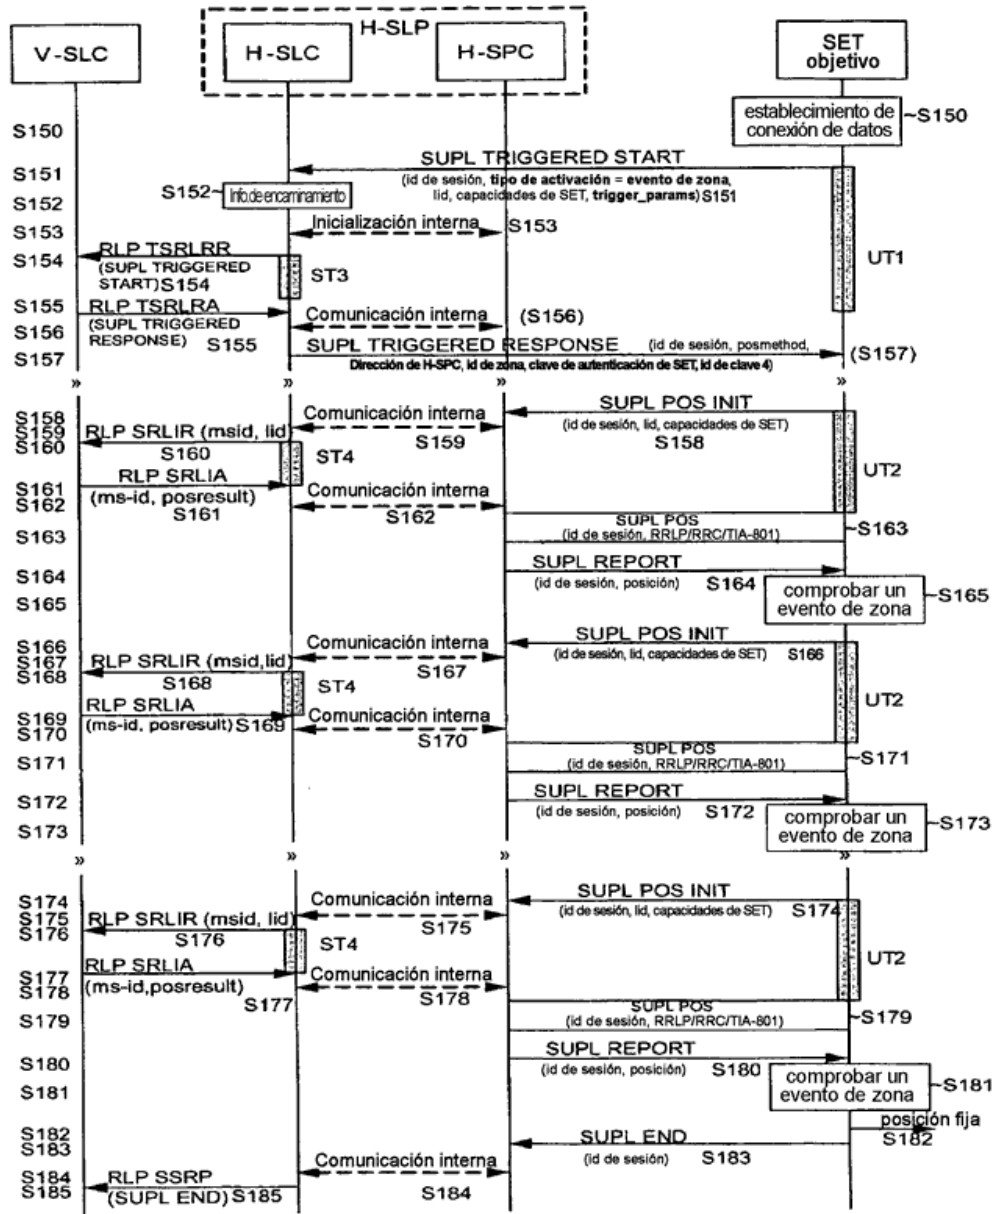 H-SLP
V-SLC
H-SLC
H-SPC
SET
objetivo
S150
establecimiento de
conexión de datos
~S150
S151
SUPL TRIGGERED START
(id de sesión, tipo de activación = evento de zona,
lid, capacidades de SET, trigger_params) S151
S152
S152~
Info.de encaminamiento
S153
Inicialización interna
S153
S154
RLP TSRLRR
(SUPL TRIGGERED
START) S154
ST3
UT1
S155
RLP TSRLRA
(SUPL TRIGGERED
RESPONSE) S155
S156
Comunicación interna
(S156)
S157
SUPL TRIGGERED RESPONSE (id de sesión, posmethod,
Dirección de H-SPC, id de zona, clave de autenticación de SET, id de clave 4)
(S157)
» » » »
S158
SUPL POS INIT
(id de sesión, lid, capacidades de SET)
S158
S159
Comunicación interna
S159
S160
RLP SRLIR (msid, lid)
S160
ST4
UT2
S161
RLP SRLIA
(ms-id, posresult)
S161
S162
Comunicación interna
S162
S163
SUPL POS
(id de sesión, RRLP/RRC/TIA-801)
~S163
S164
SUPL REPORT
(id de sesión, posición) S164
S165
comprobar un
evento de zona
~S165
S166
SUPL POS INIT
(id de sesión, lid, capacidades de SET) S166
S167
Comunicación interna
S167
S168
RLP SRLIR (msid,lid)
S168
ST4
UT2
S169
RLP SRLIA
(ms-id, posresult) S169
S170
Comunicación interna
S170
S171
SUPL POS
(id de sesión, RRLP/RRC/TIA-801)
~S171
S172
SUPL REPORT
(id de sesión, posición) S172
S173
comprobar un
evento de zona
~S173
» » » »
S174
SUPL POS INIT
(id de sesión, lid, capacidades de SET) S174
S175
Comunicación interna
S175
S176
RLP SRLIR (msid, lid)
S176
ST4
UT2
S177
RLP SRLIA
(ms-id,posresult)
S177
S178
Comunicación interna
S178
S179
SUPL POS
(id de sesión, RRLP/RRC/TIA-801)
~S179
S180
SUPL REPORT
(id de sesión, posición) S180
S181
comprobar un
evento de zona
~S181
S182
posición fija
S182
S183
SUPL END
(id de sesión) S183
S184
Comunicación interna
S184
S185
RLP SSRP
(SUPL END) S185